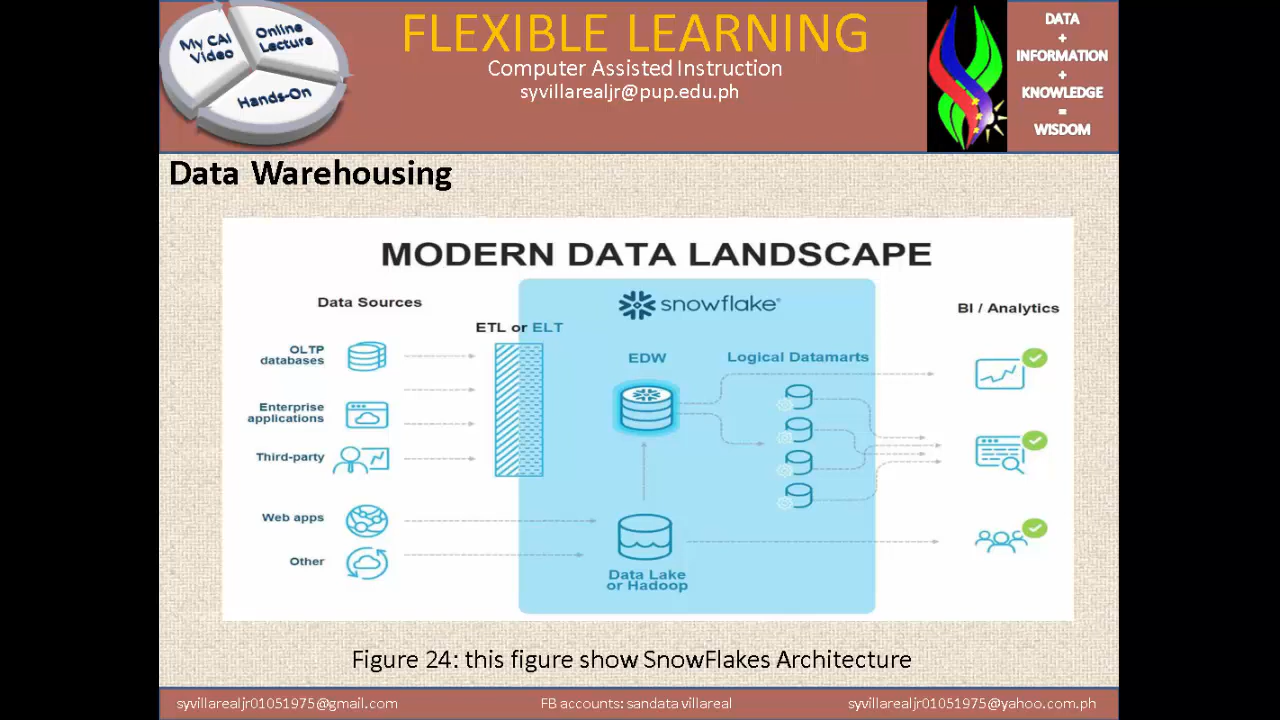 My CAI
Video
Online
Lecture
Hands-On
FLEXIBLE LEARNING
Computer Assisted Instruction
syvillarealjr@pup.edu.ph
DATA
+
INFORMATION
+
KNOWLEDGE
=
WISDOM
Data Warehousing
MODERN DATA LANDSCAPE
Data Sources
snowflake®
BI / Analytics
ETL or ELT
OLTP
databases
Enterprise
applications
Third-party
Web apps
Other
EDW
Logical Datamarts
Data Lake
or Hadoop
Figure 24: this figure show SnowFlakes Architecture
syvillarealjr01051975@gmail.com
FB accounts: sandata villareal
syvillarealjr01051975@yahoo.com.ph